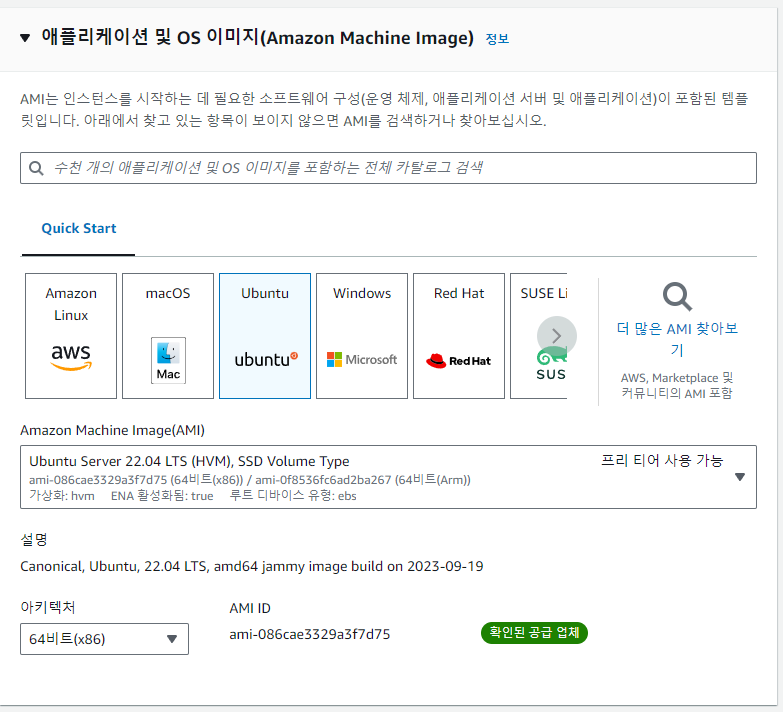 애플리케이션 및 OS 이미지(Amazon Machine Image) 정보
AMI는 인스턴스를 시작하는 데 필요한 소프트웨어 구성(운영 체제, 애플리케이션 서버 및 애플리케이션)이 포함된 템플
릿입니다. 아래에서 찾고 있는 항목이 보이지 않으면 AMI를 검색하거나 찾아보십시오.
수천 개의 애플리케이션 및 OS 이미지를 포함하는 전체 카탈로그 검색
Quick Start
Amazon
Linux
aws
macOS
Mac
Ubuntu
ubuntu
Windows
Microsoft
Red Hat
Red Hat
SUSE Li
SUS
더 많은 AMI 찾아보
기
AWS, Marketplace 및
커뮤니티의 AMI 포함
Amazon Machine Image(AMI)
Ubuntu Server 22.04 LTS (HVM), SSD Volume Type 프리 티어 사용 가능
ami-086cae3329a3f7d75 (64비트(x86)) / ami-0f8536fc6ad2ba267 (64비트(Arm))
가상화: hvm ENA 활성화됨: true 루트 디바이스 유형: ebs
설명
Canonical, Ubuntu, 22.04 LTS, amd64 jammy image build on 2023-09-19
아키텍처
64비트(x86)
AMI ID
ami-086cae3329a3f7d75
확인된 공급 업체